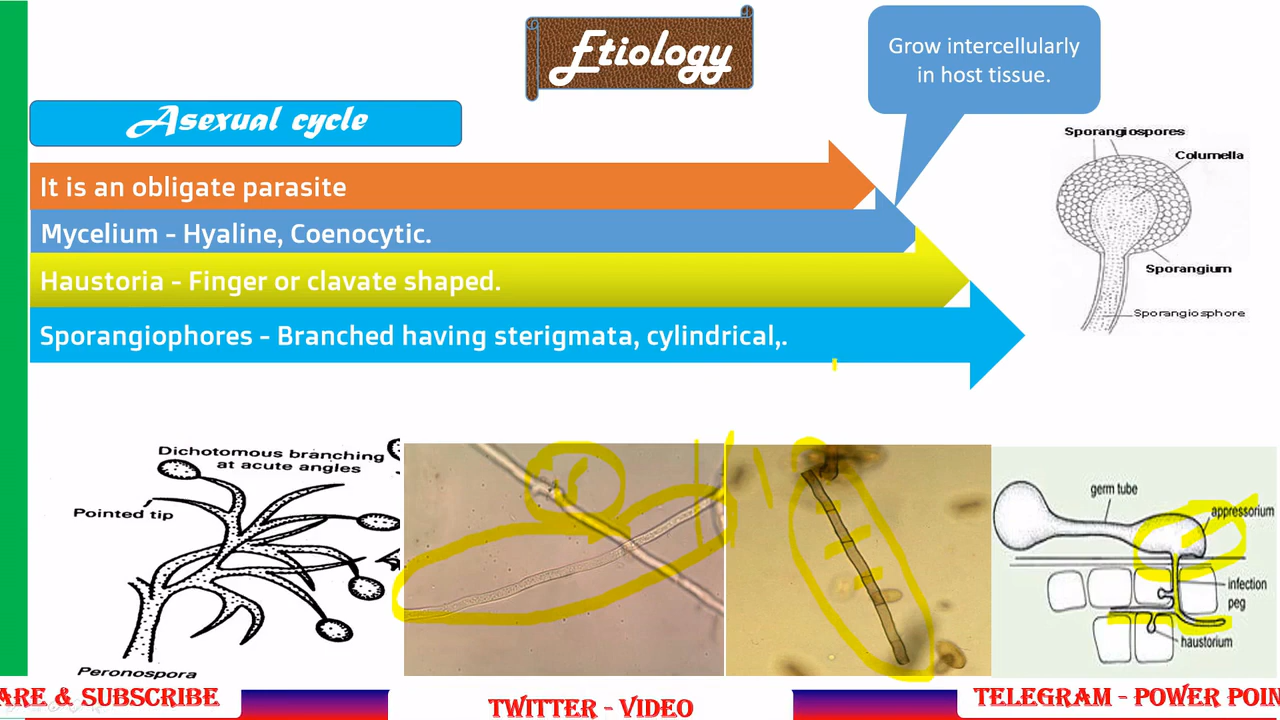 Etiology
Grow intercellularly
in host tissue.
Asexual cycle
It is an obligate parasite
Mycelium - Hyaline, Coenocytic.
Haustoria - Finger or clavate shaped.
Sporangiophores - Branched having sterigmata, cylindrical,.
Sporangiospores
Columella
Sporangium
Sporangiosphore
Dichotomous branching
at acute angles
Pointed tip
Peronospora
germ tube
appressorium
infection
peg
haustorium
ARE & SUBSCRIBE
TWITTER - VIDEO
TELEGRAM - POWER POIN